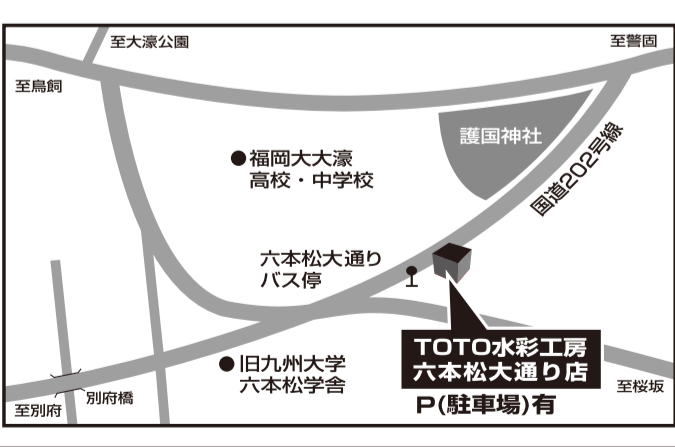 至大濠公園
至警固
至鳥飼
護国神社
国道202号線
●福岡大大濠
高校・中学校
六本松大通り
バス停
TOTO水彩工房
六本松大通り店
P(駐車場)有
●旧九州大学
六本松学舎
至桜坂
別府橋
至別府